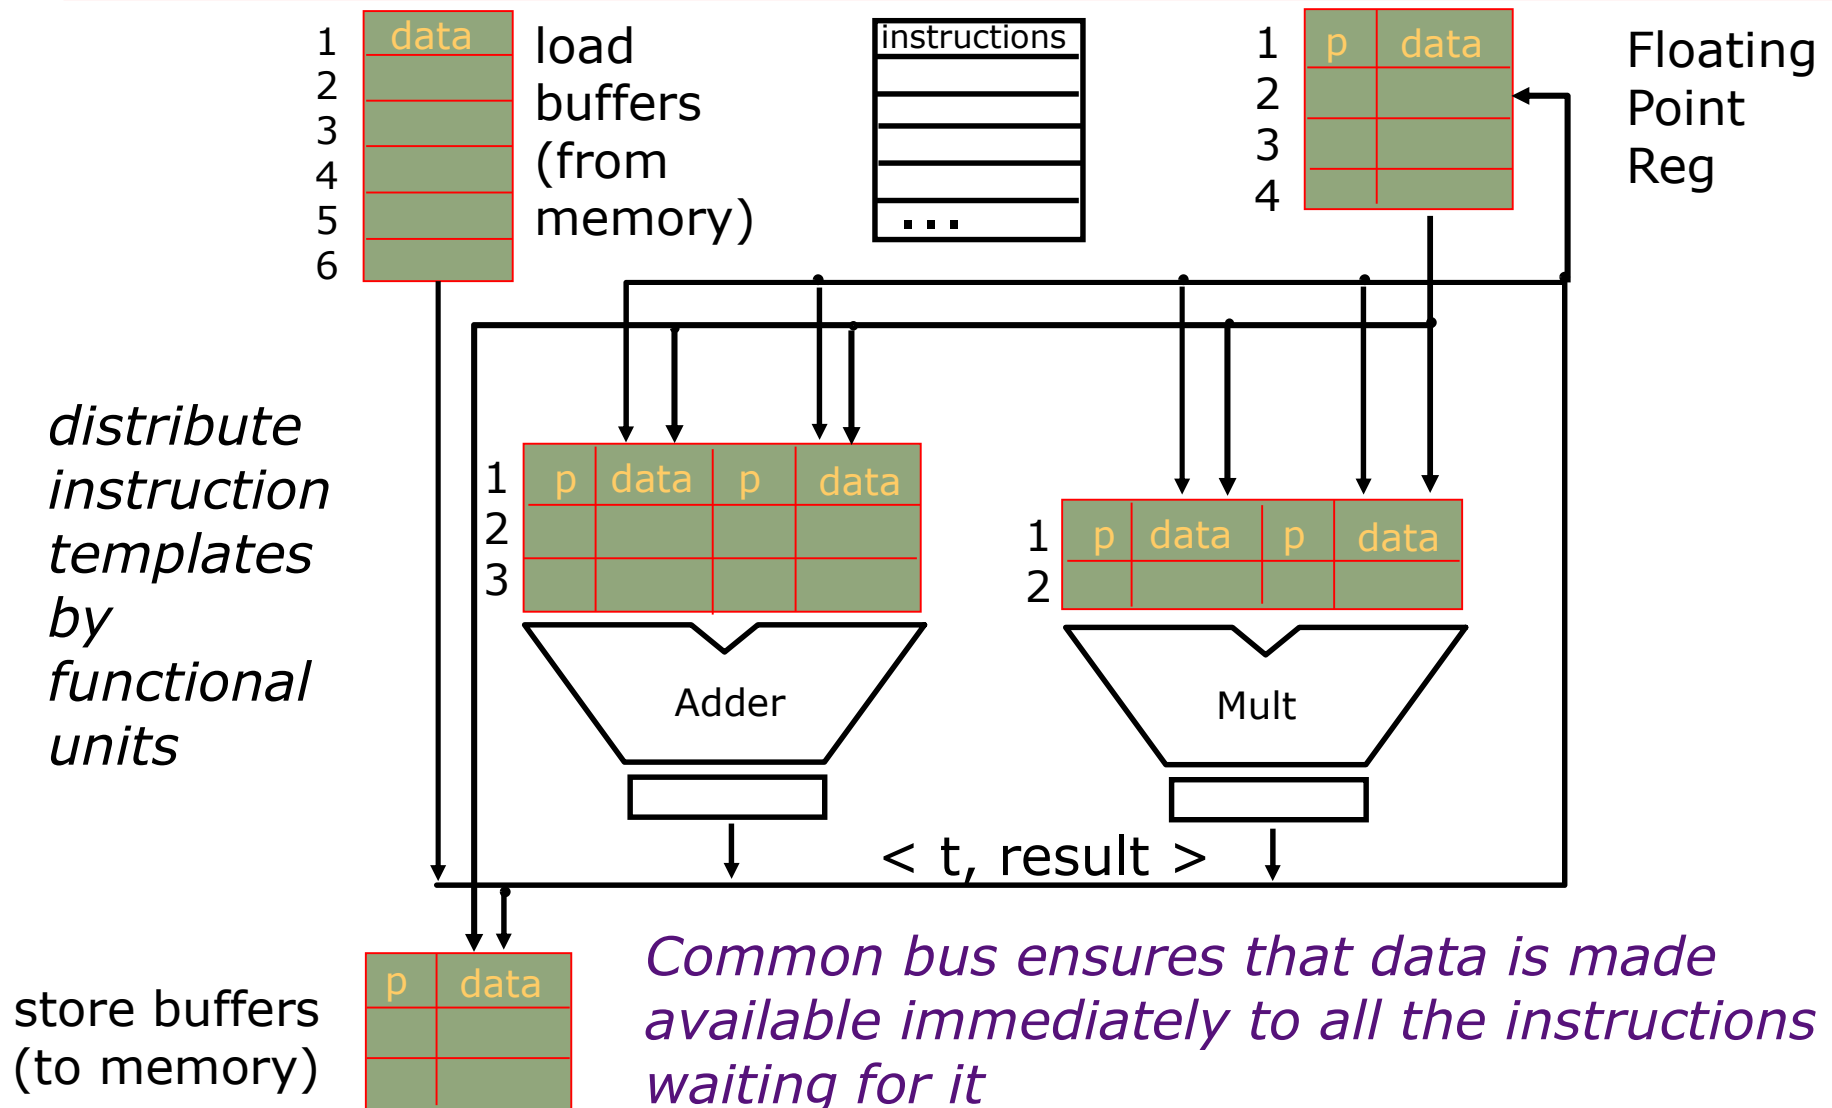 1
2
3
4
5
6
data
load
buffers
(from
memory)
instructions
...
1
2
3
4
p data
Floating
Point
Reg
distribute
instruction
templates
by
functional
units
1
2
3
p data p data
1
2
p data p data
Adder
Mult
< t, result >
store buffers
(to memory)
p data
Common bus ensures that data is made
available immediately to all the instructions
waiting for it